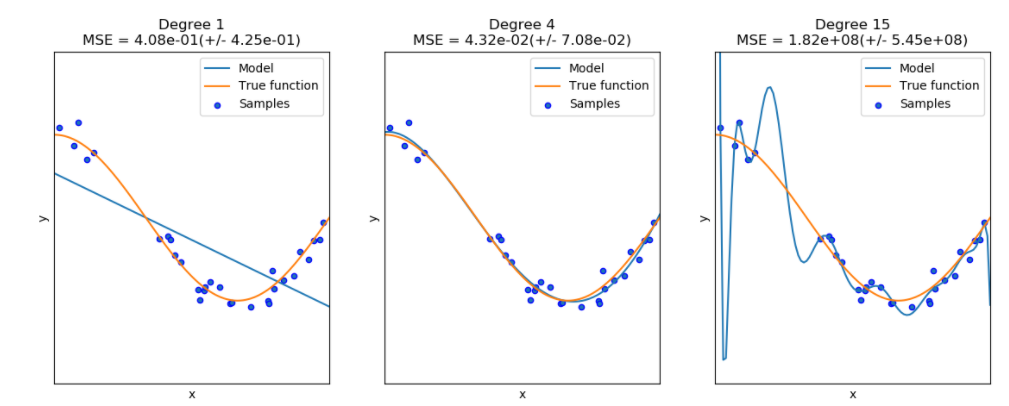 Degree 1
MSE = 4.08e-01(+/- 4.25e-01)
Model
True function
Samples
y
x
Degree 4
MSE = 4.32e-02(+/- 7.08e-02)
Model
True function
Samples
y
x
Degree 15
MSE = 1.82e+08(+/- 5.45e+08)
Model
True function
Samples
y
x